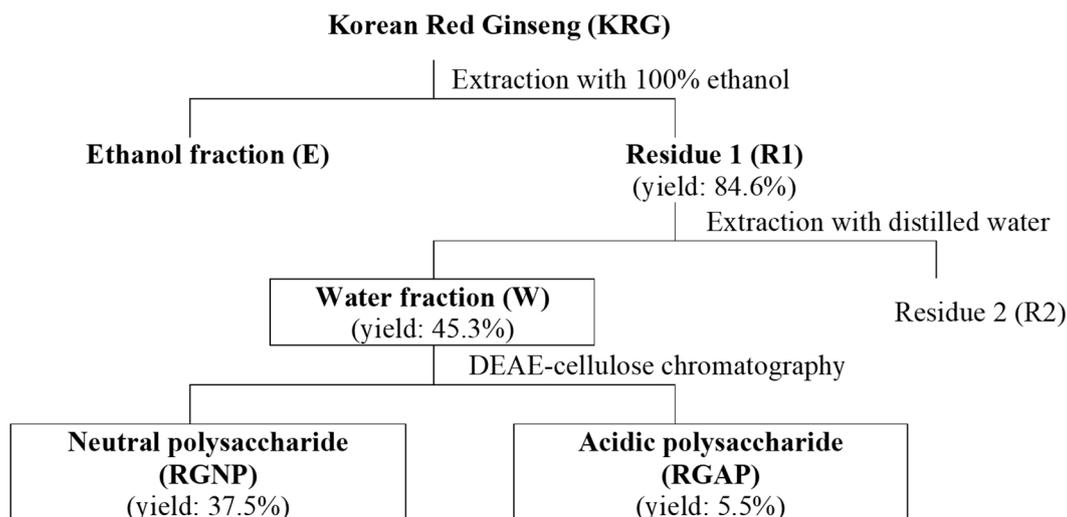 Korean Red Ginseng (KRG)
Extraction with 100% ethanol
Ethanol fraction (E)
Residue 1 (R1)
(yield: 84.6%)
Extraction with distilled water
Water fraction (W)
(yield: 45.3%)
Residue 2 (R2)
DEAE-cellulose chromatography
Neutral polysaccharide
(RGNP)
(yield: 37.5%)
Acidic polysaccharide
(RGAP)
(yield: 5.5%)